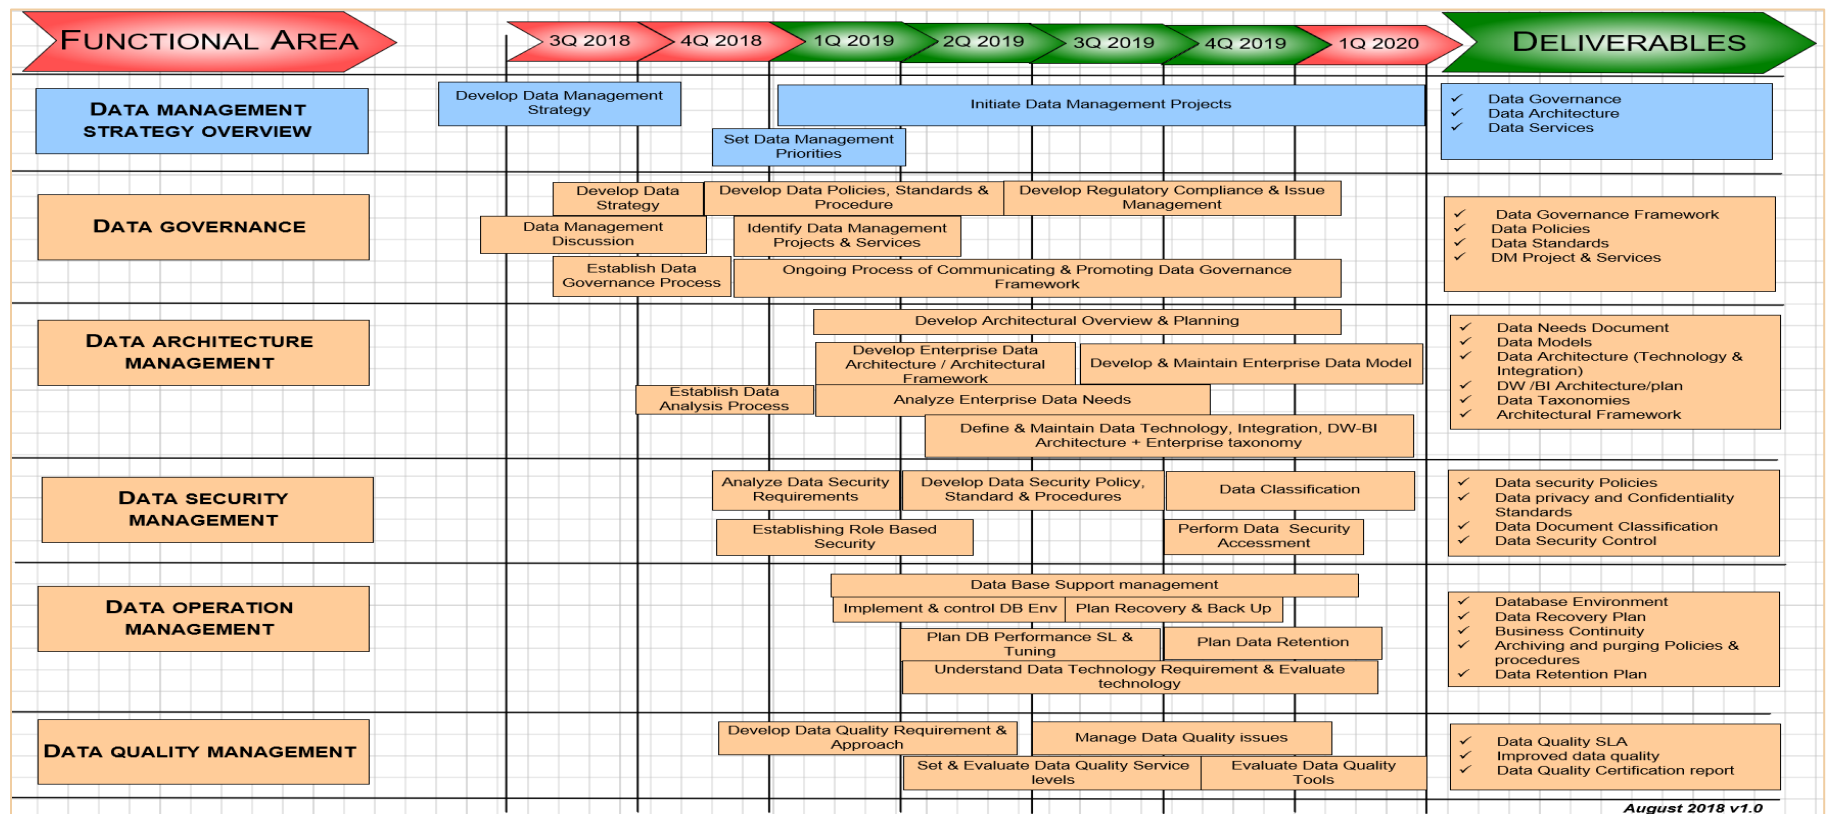 FUNCTIONAL AREA
3Q 2018
4Q 2018
1Q 2019
2Q 2019
3Q 2019
4Q 2019
1Q 2020
DELIVERABLES
DATA MANAGEMENT
STRATEGY OVERVIEW
Develop Data Management
Strategy
Initiate Data Management Projects
Set Data Management
Priorities
✓ Data Governance
✓ Data Architecture
✓ Data Services
DATA GOVERNANCE
Develop Data
Strategy
Develop Data Policies, Standards &
Procedure
Develop Regulatory Compliance & Issue
Management
Data Management
Discussion
Identify Data Management
Projects & Services
Establish Data
Governance Process
Ongoing Process of Communicating & Promoting Data Governance
Framework
✓ Data Governance Framework
✓ Data Policies
✓ Data Standards
✓ DM Project & Services
DATA ARCHITECTURE
MANAGEMENT
Develop Architectural Overview & Planning
Develop Enterprise Data
Architecture / Architectural
Framework
Develop & Maintain Enterprise Data Model
Establish Data
Analysis Process
Analyze Enterprise Data Needs
Define & Maintain Data Technology, Integration, DW-BI
Architecture + Enterprise taxonomy
✓ Data Needs Document
✓ Data Models
✓ Data Architecture (Technology &
Integration)
✓ DW /BI Architecture/plan
✓ Data Taxonomies
✓ Architectural Framework
DATA SECURITY
MANAGEMENT
Analyze Data Security
Requirements
Develop Data Security Policy,
Standard & Procedures
Data Classification
Establishing Role Based
Security
Perform Data Security
Accessment
✓ Data security Policies
✓ Data privacy and Confidentiality
Standards
✓ Data Document Classification
✓ Data Security Control
DATA OPERATION
MANAGEMENT
Data Base Support management
Implement & control DB Env
Plan Recovery & Back Up
Plan DB Performance SL &
Tuning
Plan Data Retention
Understand Data Technology Requirement & Evaluate
technology
✓ Database Environment
✓ Data Recovery Plan
✓ Business Continuity
✓ Archiving and purging Policies &
procedures
✓ Data Retention Plan
DATA QUALITY MANAGEMENT
Develop Data Quality Requirement &
Approach
Manage Data Quality issues
Set & Evaluate Data Quality Service
levels
Evaluate Data Quality
Tools
✓ Data Quality SLA
✓ Improved data quality
✓ Data Quality Certification report
August 2018 v1.0